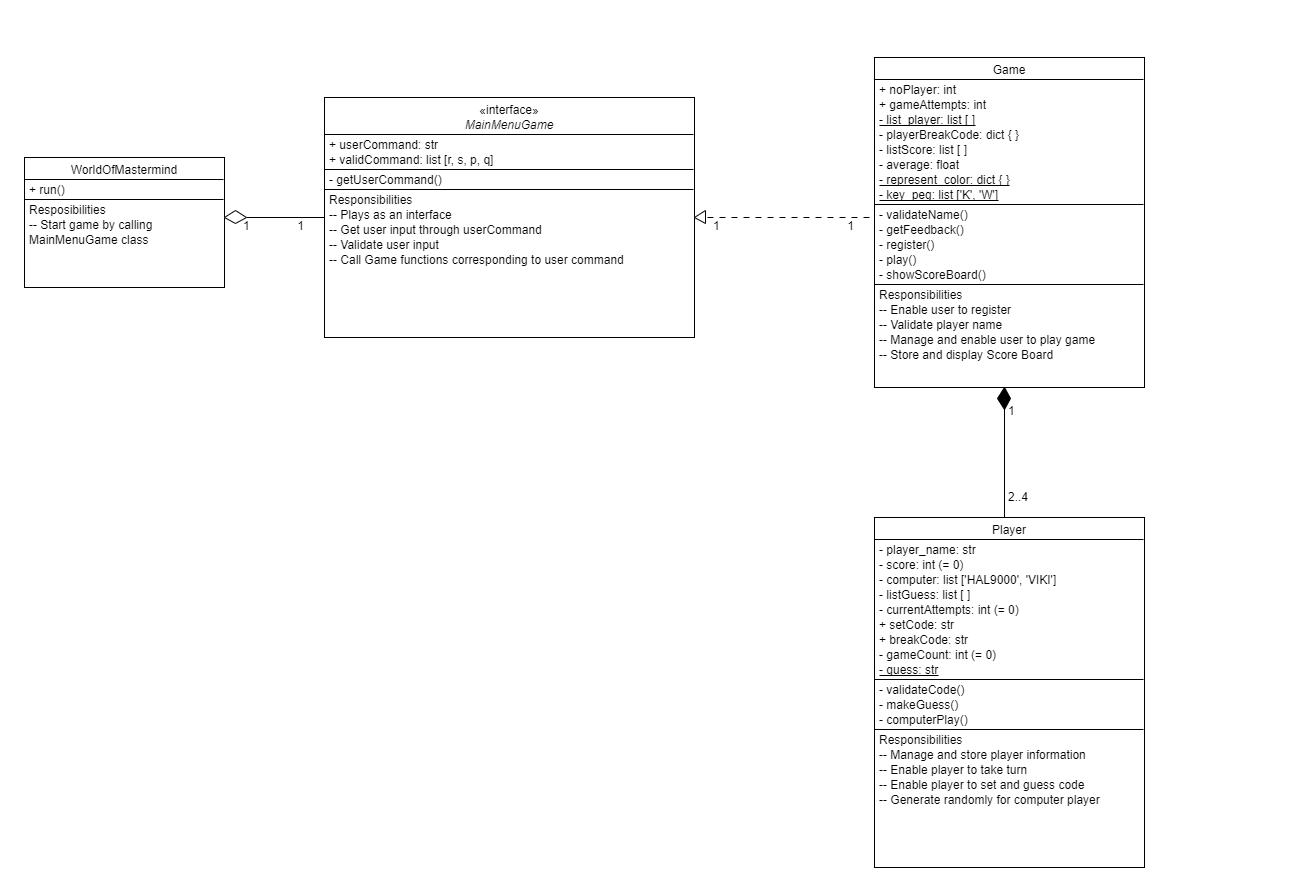 WorldOfMastermind
+ run()
Resposibilities
-- Start game by calling
MainMenuGame class
1
1
«interface»
MainMenuGame
+ userCommand: str
+ validCommand: list [r, s, p, q]
- getUserCommand()
Responsibilities
-- Plays as an interface
-- Get user input through userCommand
-- Validate user input
-- Call Game functions corresponding to user command
1
1
Game
+ noPlayer: int
+ gameAttempts: int
- list_player: list [ ]
- playerBreakCode: dict { }
- listScore: list [ ]
- average: float
- represent_color: dict { }
- key_peg: list ['K', 'W']
- validateName()
- getFeedback()
- register()
- play()
- showScoreBoard()
Responsibilities
-- Enable user to register
-- Validate player name
-- Manage and enable user to play game
-- Store and display Score Board
1
2..4
Player
- player_name: str
- score: int (= 0)
- computer: list ['HAL9000', 'VIKI']
- listGuess: list [ ]
- currentAttempts: int (= 0)
+ setCode: str
+ breakCode: str
- gameCount: int (= 0)
- guess: str
- validateCode()
- makeGuess()
- computerPlay()
Responsibilities
-- Manage and store player information
-- Enable player to take turn
-- Enable player to set and guess code
-- Generate randomly for computer player